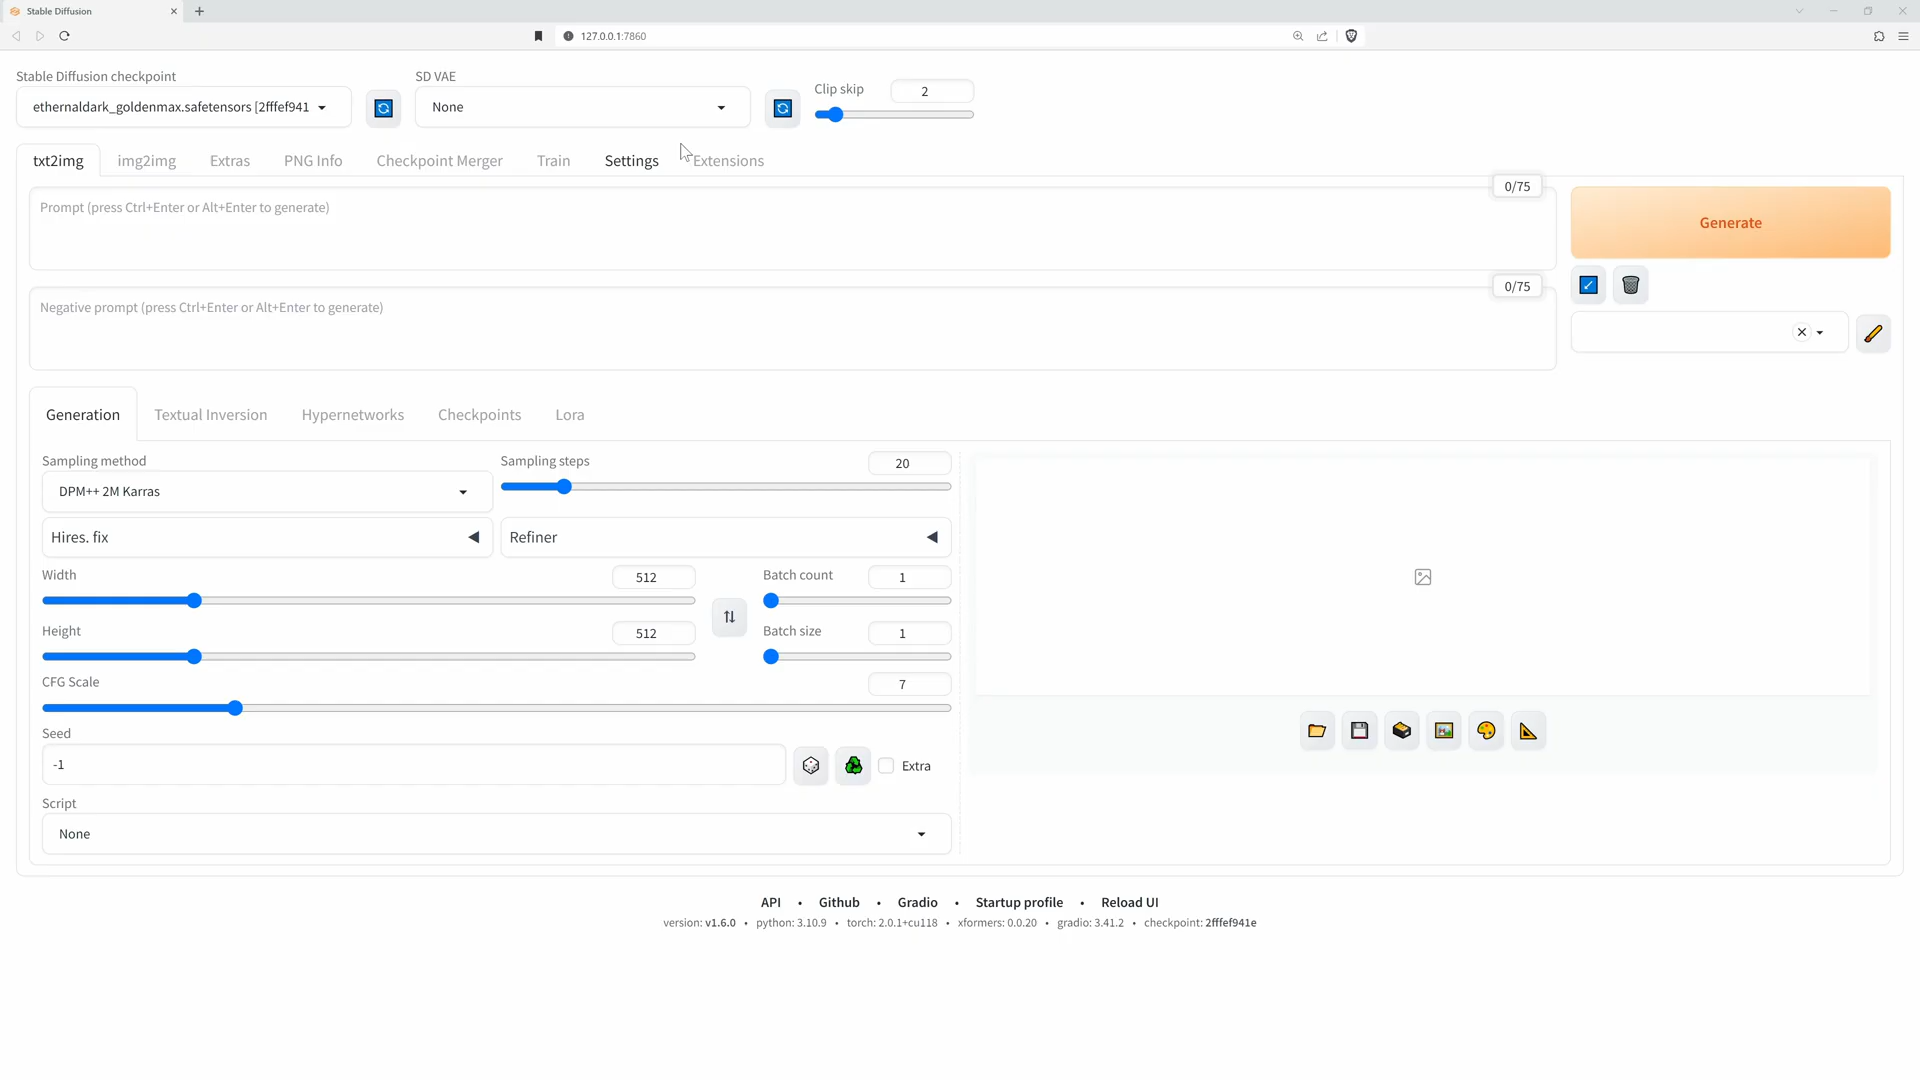 Stable Diffusion
127.0.0.1:7860
Stable Diffusion checkpoint
SD VAE
Clip skip
2
ethernaldark_goldenmax.safetensors [2fffef941
None
txt2img
img2img
Extras
PNG Info
Checkpoint Merger
Train
Settings
Extensions
0/75
Prompt (press Ctrl+Enter or Alt+Enter to generate)
Generate
0/75
Negative prompt (press Ctrl+Enter or Alt+Enter to generate)
Generation
Textual Inversion
Hypernetworks
Checkpoints
Lora
Sampling method
Sampling steps
20
DPM++ 2M Karras
Hires. fix
Refiner
Width
512
Batch count
1
Height
512
Batch size
1
CFG Scale
7
Seed
-1
Extra
Script
None
API • Github • Gradio • Startup profile • Reload UI
version: v1.6.0 • python: 3.10.9 • torch: 2.0.1+cu118 • xformers: 0.0.20 • gradio: 3.41.2 • checkpoint: 2fffef941e